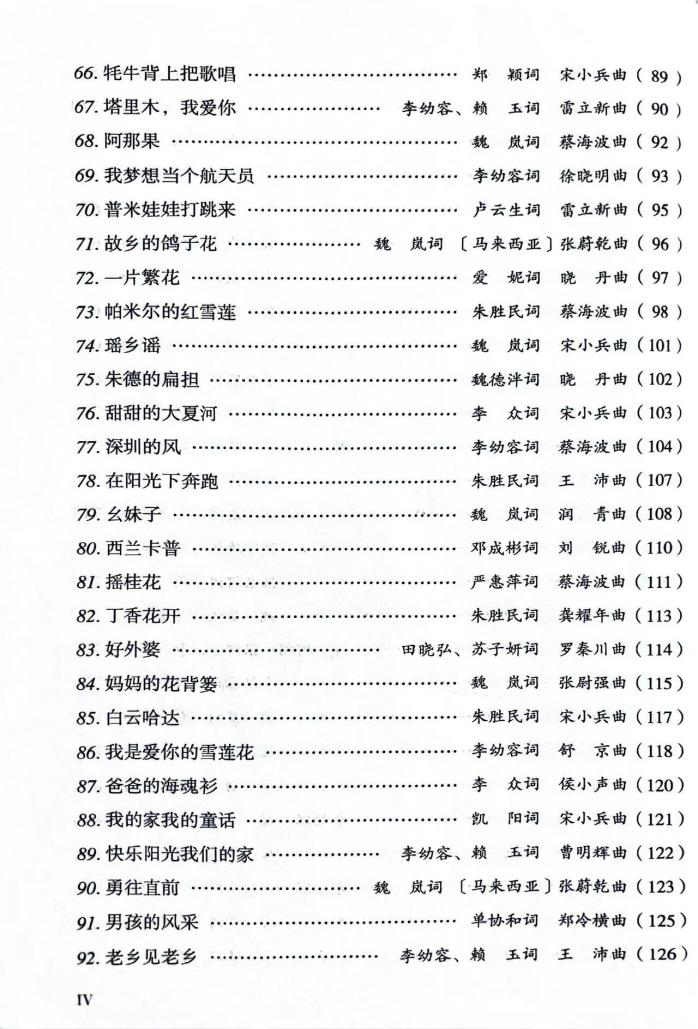 66. 牦牛背上把歌唱 …………………………… 郑　颖词　宋小兵曲 ( 89 )
67. 塔里木，我爱你 ………………… 李幼容、赖　玉词　雷立新曲 ( 90 )
68. 阿那果 ……………………………………… 魏　岚词　蔡海波曲 ( 92 )
69. 我梦想当个航天员 ………………………… 李幼容词　徐晓明曲 ( 93 )
70. 普米娃娃打跳来 …………………………… 卢云生词　雷立新曲 ( 95 )
71. 故乡的鸽子花 ………………… 魏　岚词 〔马来西亚〕张蔚乾曲 ( 96 )
72. 一片繁花 …………………………………… 爱　妮词　晓　丹曲 ( 97 )
73. 帕米尔的红雪莲 …………………………… 朱胜民词　蔡海波曲 ( 98 )
74. 瑶乡谣 ……………………………………… 魏　岚词　宋小兵曲 (101)
75. 朱德的扁担 ………………………………… 魏德泮词　晓　丹曲 (102)
76. 甜甜的大夏河 ……………………………… 李　众词　宋小兵曲 (103)
77. 深圳的风 …………………………………… 李幼容词　蔡海波曲 (104)
78. 在阳光下奔跑 ……………………………… 朱胜民词　王　沛曲 (107)
79. 幺妹子 ……………………………………… 魏　岚词　润　青曲 (108)
80. 西兰卡普 …………………………………… 邓成彬词　刘　锐曲 (110)
81. 摇桂花 ……………………………………… 严惠萍词　蔡海波曲 (111)
82. 丁香花开 …………………………………… 朱胜民词　龚耀年曲 (113)
83. 好外婆 …………………………… 田晓弘、苏子妍词　罗秦川曲 (114)
84. 妈妈的花背篓 ……………………………… 魏　岚词　张尉强曲 (115)
85. 白云哈达 …………………………………… 朱胜民词　宋小兵曲 (117)
86. 我是爱你的雪莲花 ………………………… 李幼容词　舒　京曲 (118)
87. 爸爸的海魂衫 ……………………………… 李　众词　侯小声曲 (120)
88. 我的家我的童话 …………………………… 凯　阳词　宋小兵曲 (121)
89. 快乐阳光我们的家 ……………… 李幼容、赖　玉词　曹明辉曲 (122)
90. 勇往直前 ……………………… 魏　岚词 〔马来西亚〕张蔚乾曲 (123)
91. 男孩的风采 ………………………………… 单协和词　郑冷横曲 (125)
92. 老乡见老乡 ……………………… 李幼容、赖　玉词　王　沛曲 (126)
IV